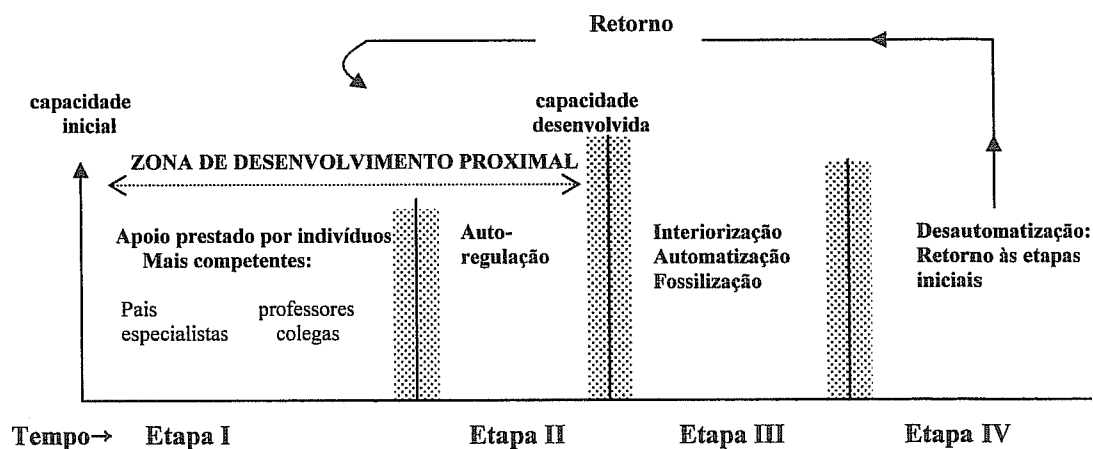 Retorno
capacidade
inicial
capacidade
desenvolvida
ZONA DE DESENVOLVIMENTO PROXIMAL
Apoio prestado por indivíduos
Mais competentes:
Pais professores
especialistas colegas
Auto-
regulação
Interiorização
Automatização
Fossilização
Desautomatização:
Retorno às etapas
iniciais
Tempo→ Etapa I Etapa II Etapa III Etapa IV